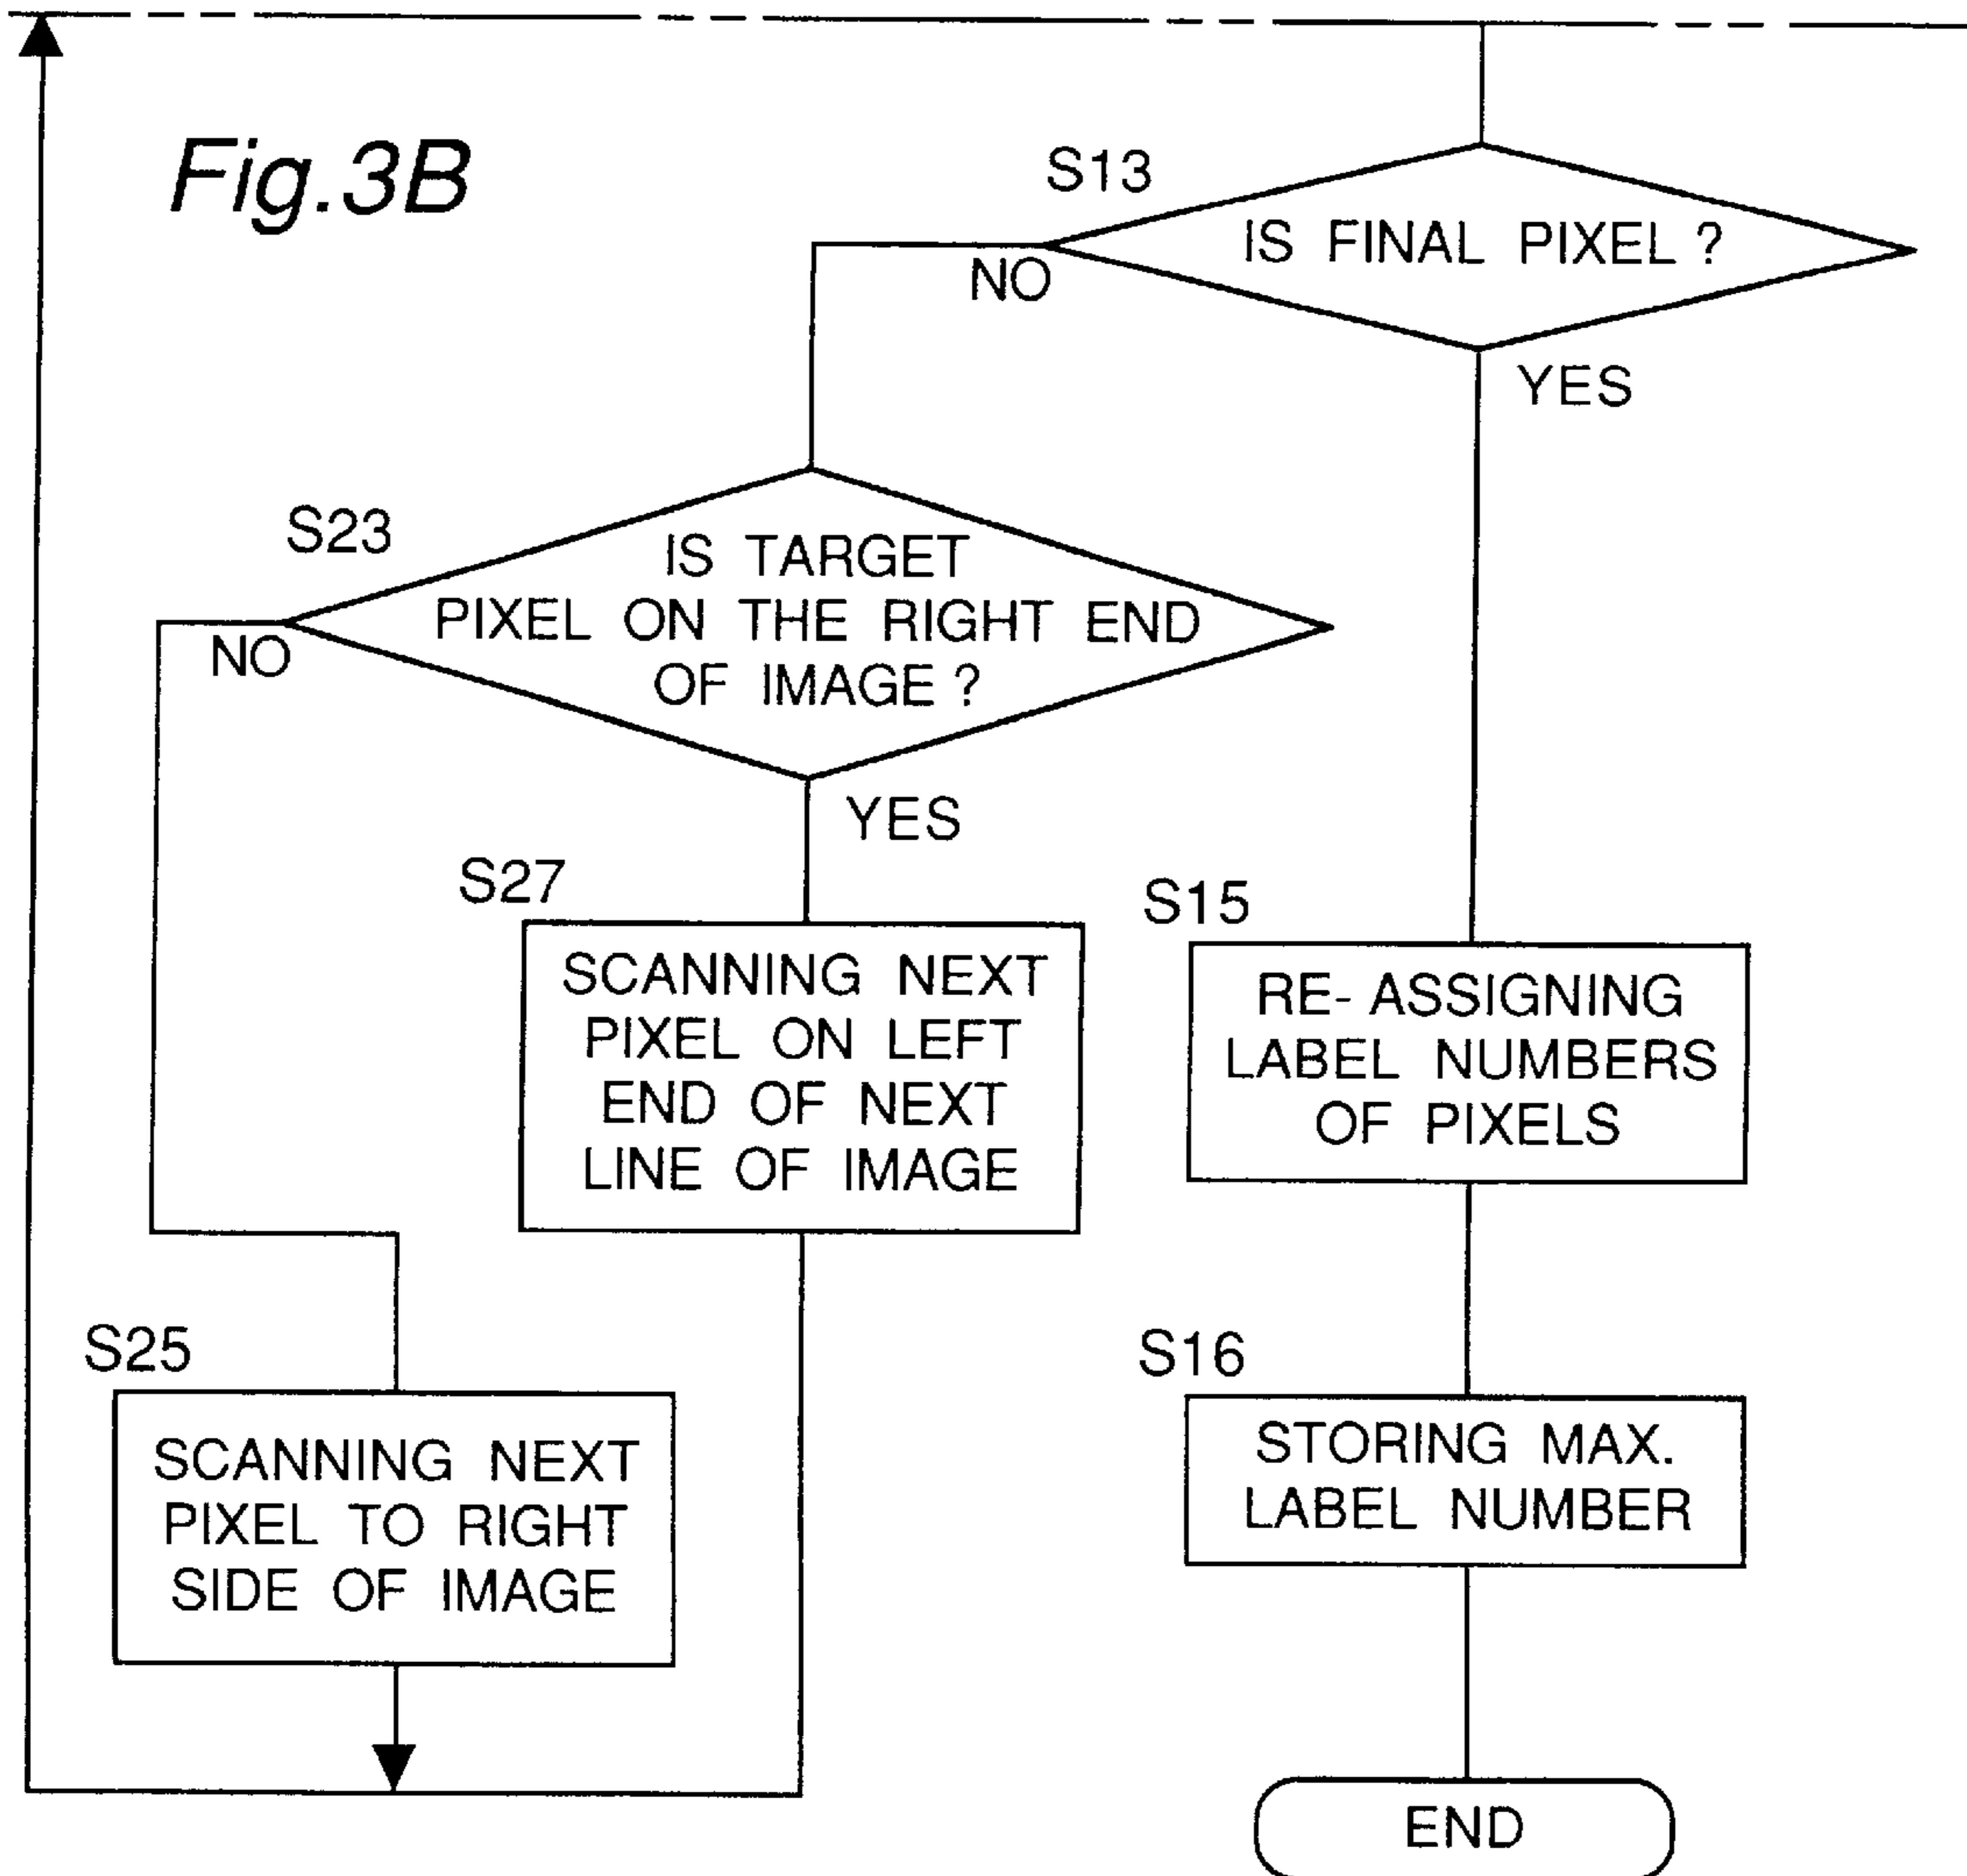 Fig.3B
S13
IS FINAL PIXEL ?
NO
YES
S23
IS TARGET
PIXEL ON THE RIGHT END
OF IMAGE ?
NO
YES
S27
SCANNING NEXT
PIXEL ON LEFT
END OF NEXT
LINE OF IMAGE
S15
RE- ASSIGNING
LABEL NUMBERS
OF PIXELS
S25
SCANNING NEXT
PIXEL TO RIGHT
SIDE OF IMAGE
S16
STORING MAX.
LABEL NUMBER
END